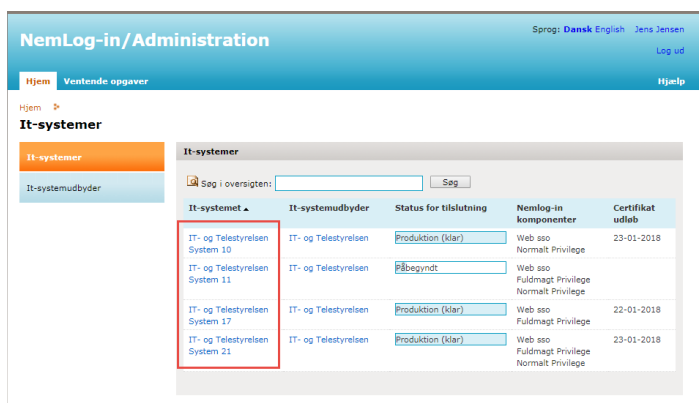 NemLog-in/Administration
Sprog: Dansk English Jens Jensen
Log ud
Hjem Ventende opgaver Hjælp
Hjem
It-systemer
It-systemer
It-systemudbyder
It-systemer
Søg i oversigten: Søg
It-systemet It-systemudbyder Status for tilslutning Nemlog-in komponenter Certifikat udløb
IT- og Telestyrelsen System 10 IT- og Telestyrelsen Produktion (klar) Web sso 23-01-2018
Normalt Privilege
IT- og Telestyrelsen System 11 IT- og Telestyrelsen Påbegyndt Web sso
Fuldmagt Privilege
Normalt Privilege
IT- og Telestyrelsen System 17 IT- og Telestyrelsen Produktion (klar) Web sso 22-01-2018
Fuldmagt Privilege
IT- og Telestyrelsen System 21 IT- og Telestyrelsen Produktion (klar) Web sso 23-01-2018
Fuldmagt Privilege
Normalt Privilege